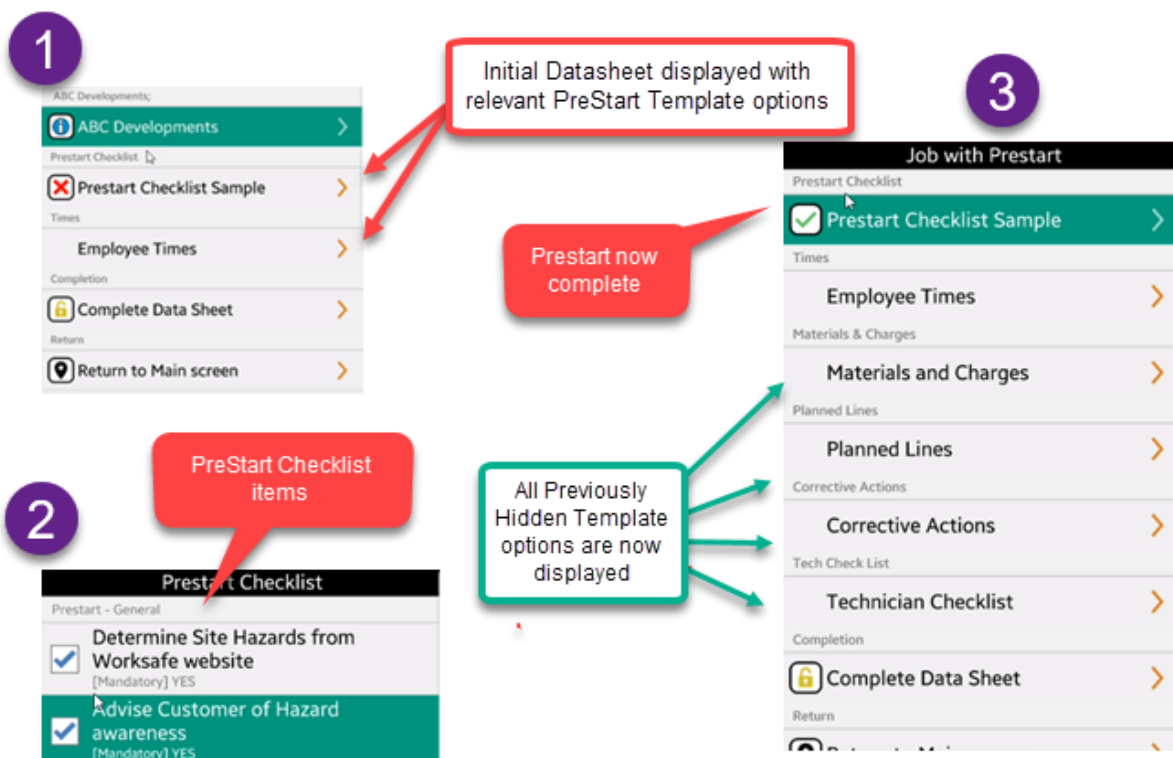 1
ABC Developments;
ABC Developments
Prestart Checklist
Prestart Checklist Sample
Times
Employee Times
Completion
Complete Data Sheet
Return
Return to Main screen
Initial Datasheet displayed with
relevant PreStart Template options
2
PreStart Checklist
items
Prestart Checklist
Prestart - General
Determine Site Hazards from
Worksafe website
[Mandatory] YES
Advise Customer of Hazard
awareness
[Mandatory] YES
3
Prestart now
complete
Job with Prestart
Prestart Checklist
Prestart Checklist Sample
Times
Employee Times
Materials & Charges
Materials and Charges
Planned Lines
Planned Lines
Corrective Actions
Corrective Actions
Tech Check List
Technician Checklist
Completion
Complete Data Sheet
Return
All Previously
Hidden Template
options are now
displayed